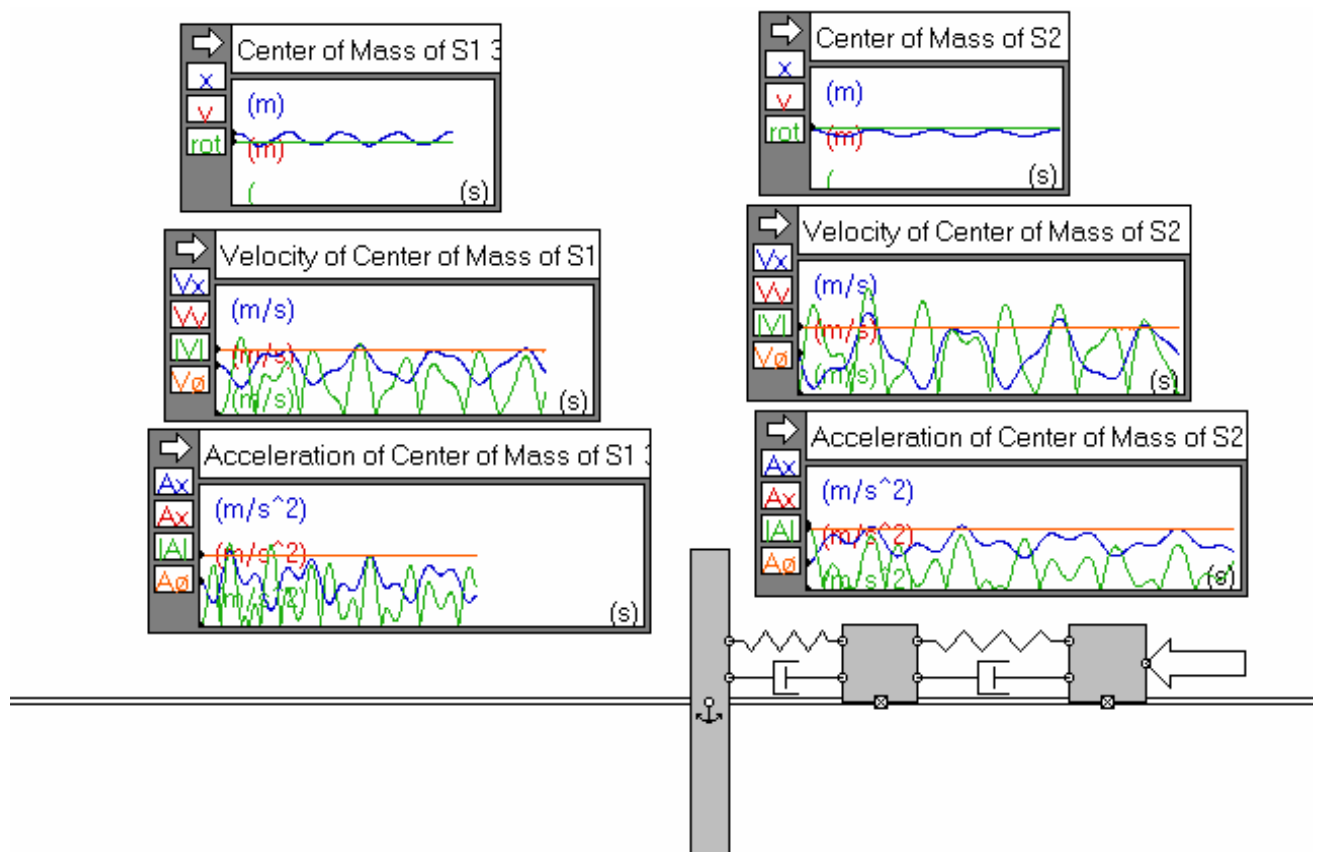 Center of Mass of S1 3
x
y
rot
(m)
(m)
(
(s)
Center of Mass of S2
x
y
rot
(m)
(m)
(
(s)
Velocity of Center of Mass of S1
Vx
Vy
|V|
Vø
(m/s)
(m/s)
(m/s)
(s)
Velocity of Center of Mass of S2
Vx
Vy
|V|
Vø
(m/s)
(m/s)
(m/s)
(s)
Acceleration of Center of Mass of S1
Ax
Ax
|A|
Aø
(m/s^2)
(m/s^2)
(m/s^2)
(s)
Acceleration of Center of Mass of S2
Ax
Ax
|A|
Aø
(m/s^2)
(m/s^2)
(m/s^2)
(s)